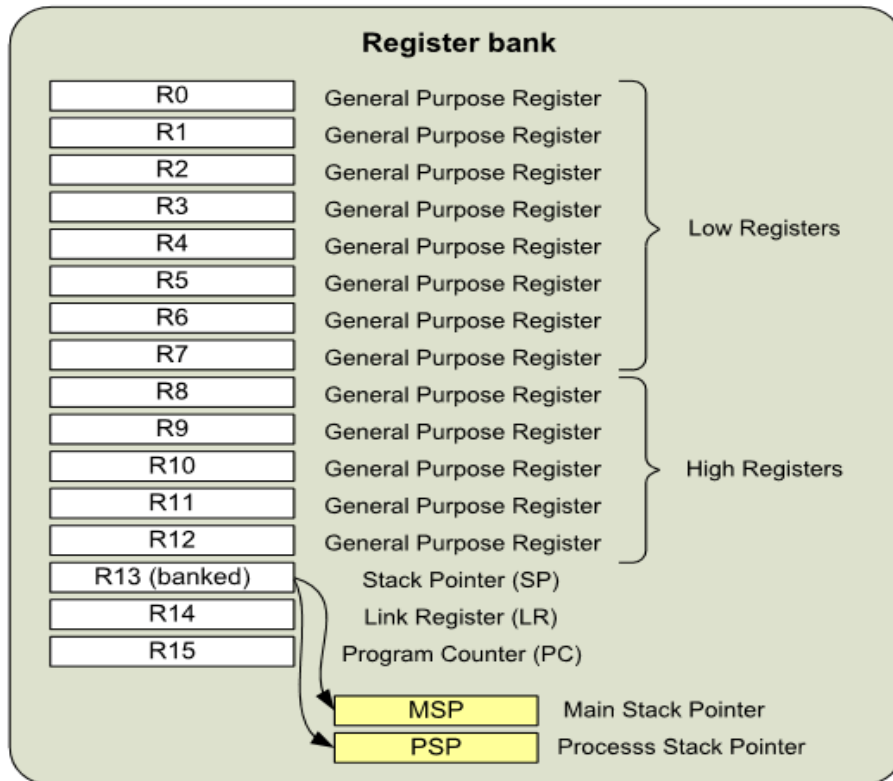 Register bank
R0 General Purpose Register
R1 General Purpose Register
R2 General Purpose Register
R3 General Purpose Register
R4 General Purpose Register
Low Registers
R5 General Purpose Register
R6 General Purpose Register
R7 General Purpose Register
R8 General Purpose Register
R9 General Purpose Register
R10 General Purpose Register
High Registers
R11 General Purpose Register
R12 General Purpose Register
R13 (banked) Stack Pointer (SP)
R14 Link Register (LR)
R15 Program Counter (PC)
MSP Main Stack Pointer
PSP Processs Stack Pointer